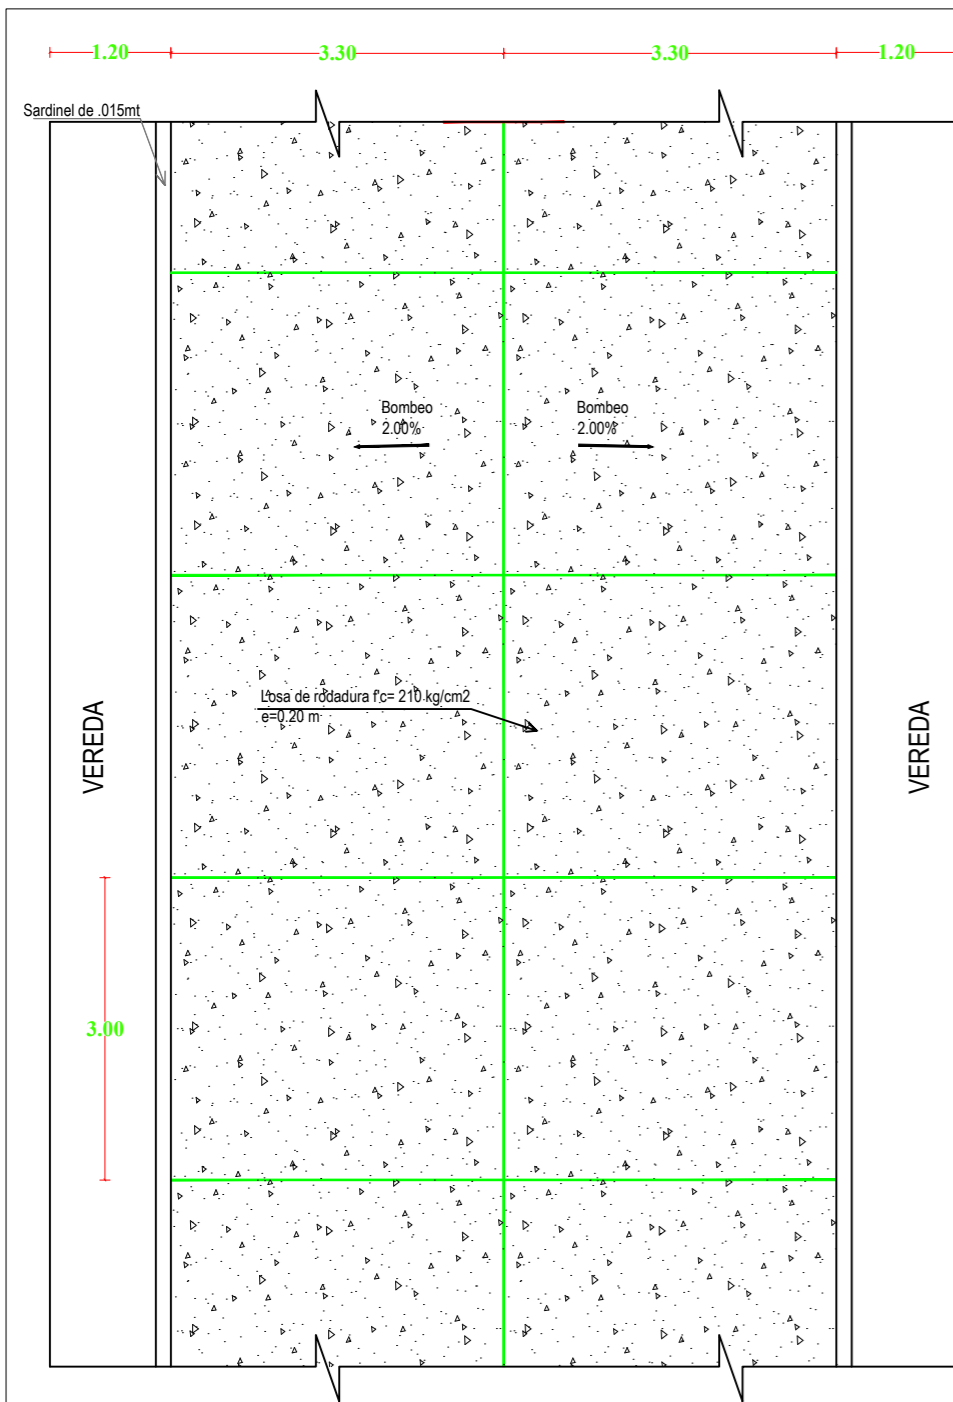 1.20
3.30
3.30
1.20
Sardinel de .015mt
Bombeo
2.00%
Bombeo
2.00%
Losa de rodadura f'c= 210 kg/cm2
e=0.20 m
VEREDA
VEREDA
3.00